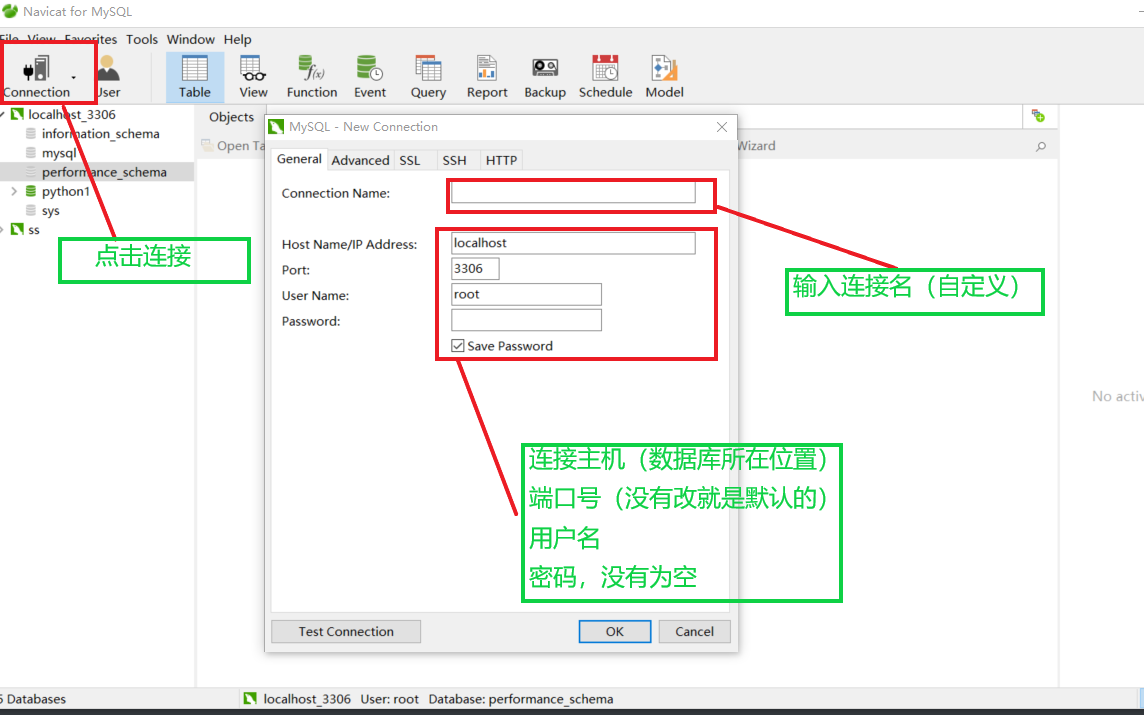 Navicat for MySQL
File View Favorites Tools Window Help
Connection User Table View Function Event Query Report Backup Schedule Model
localhost_3306
information_schema
mysql
performance_schema
python1
sys
ss
Objects
Open Ta
Wizard
MySQL - New Connection
General Advanced SSL SSH HTTP
Connection Name:
Host Name/IP Address: localhost
Port: 3306
User Name: root
Password:
Save Password
点击连接
输入连接名（自定义）
连接主机（数据库所在位置）
端口号（没有改就是默认的）
用户名
密码，没有为空
No activ
Test Connection OK Cancel
Databases localhost_3306 User: root Database: performance_schema